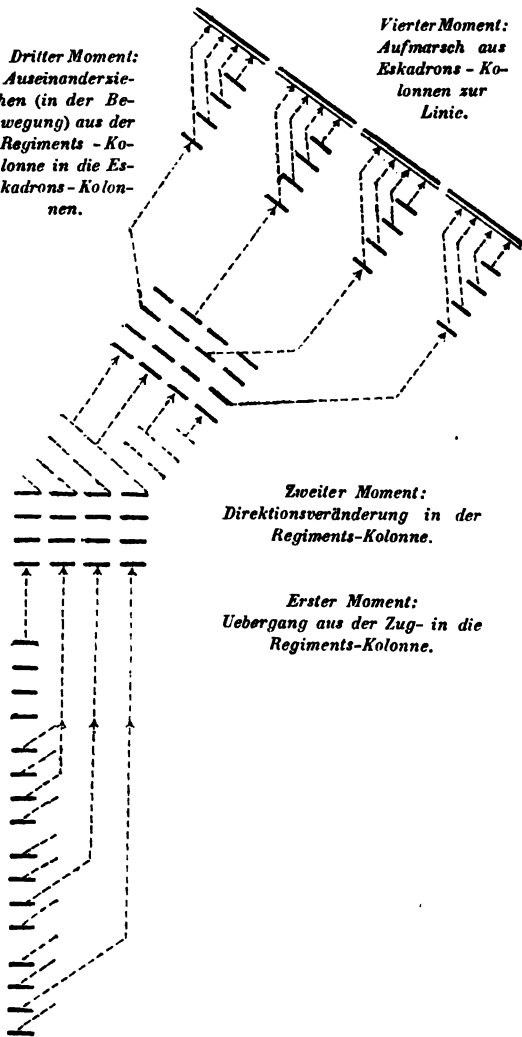 Dritter Moment:
Auseinanderzie-
hen (in der Be-
wegung) aus der
Regiments - Ko-
lonne in die Es-
kadrons-Kolon-
nen.
Vierter Moment:
Aufmarsch aus
Eskadrons - Ko-
lonnen zur
Linie.
Zweiter Moment:
Direktionsveränderung in der
Regiments-Kolonne.
Erster Moment:
Uebergang aus der Zug- in die
Regiments-Kolonne.